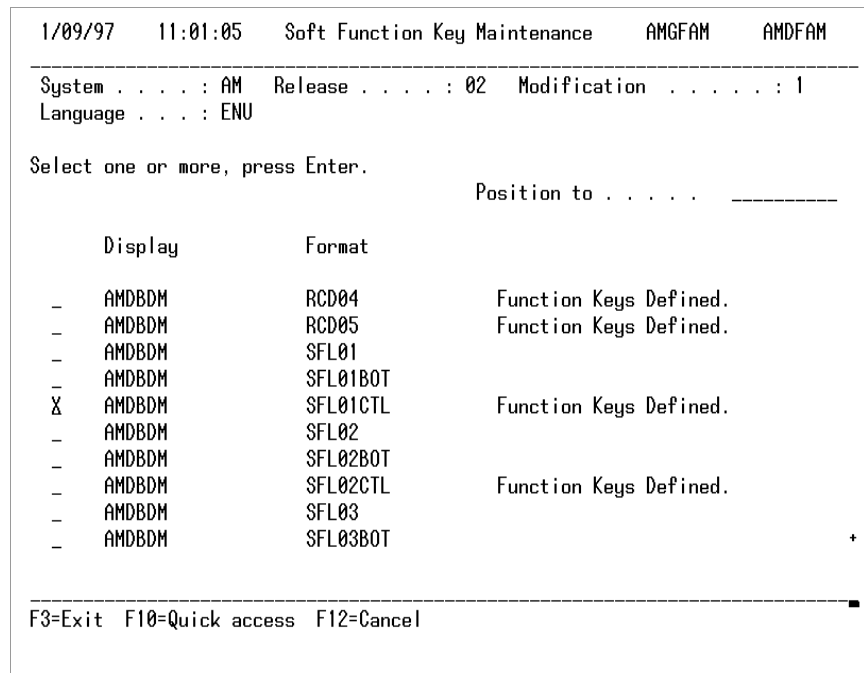 1/09/97 11:01:05 Soft Function Key Maintenance AMGFAM AMDFAM
System . . . . : AM Release . . . . : 02 Modification . . . . . : 1
Language . . . : ENU
Select one or more, press Enter.
Position to . . . . . __________
Display Format
_ AMDBDM RCD04 Function Keys Defined.
_ AMDBDM RCD05 Function Keys Defined.
_ AMDBDM SFL01
_ AMDBDM SFL01BOT
X AMDBDM SFL01CTL Function Keys Defined.
_ AMDBDM SFL02
_ AMDBDM SFL02BOT
_ AMDBDM SFL02CTL Function Keys Defined.
_ AMDBDM SFL03
_ AMDBDM SFL03BOT +
F3=Exit F10=Quick access F12=Cancel